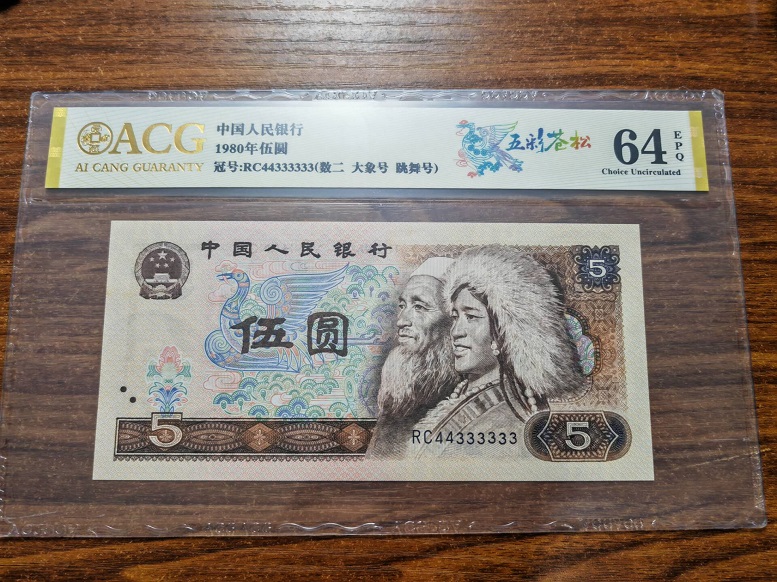 ACG
AI CANG GUARANTY
中国人民银行
1980年伍圆
冠号:RC44333333(数二 大象号 跳舞号)
五彩苍松
64
EPQ
Choice Uncirculated
中国人民银行
5
伍圆
5
RC44333333
5